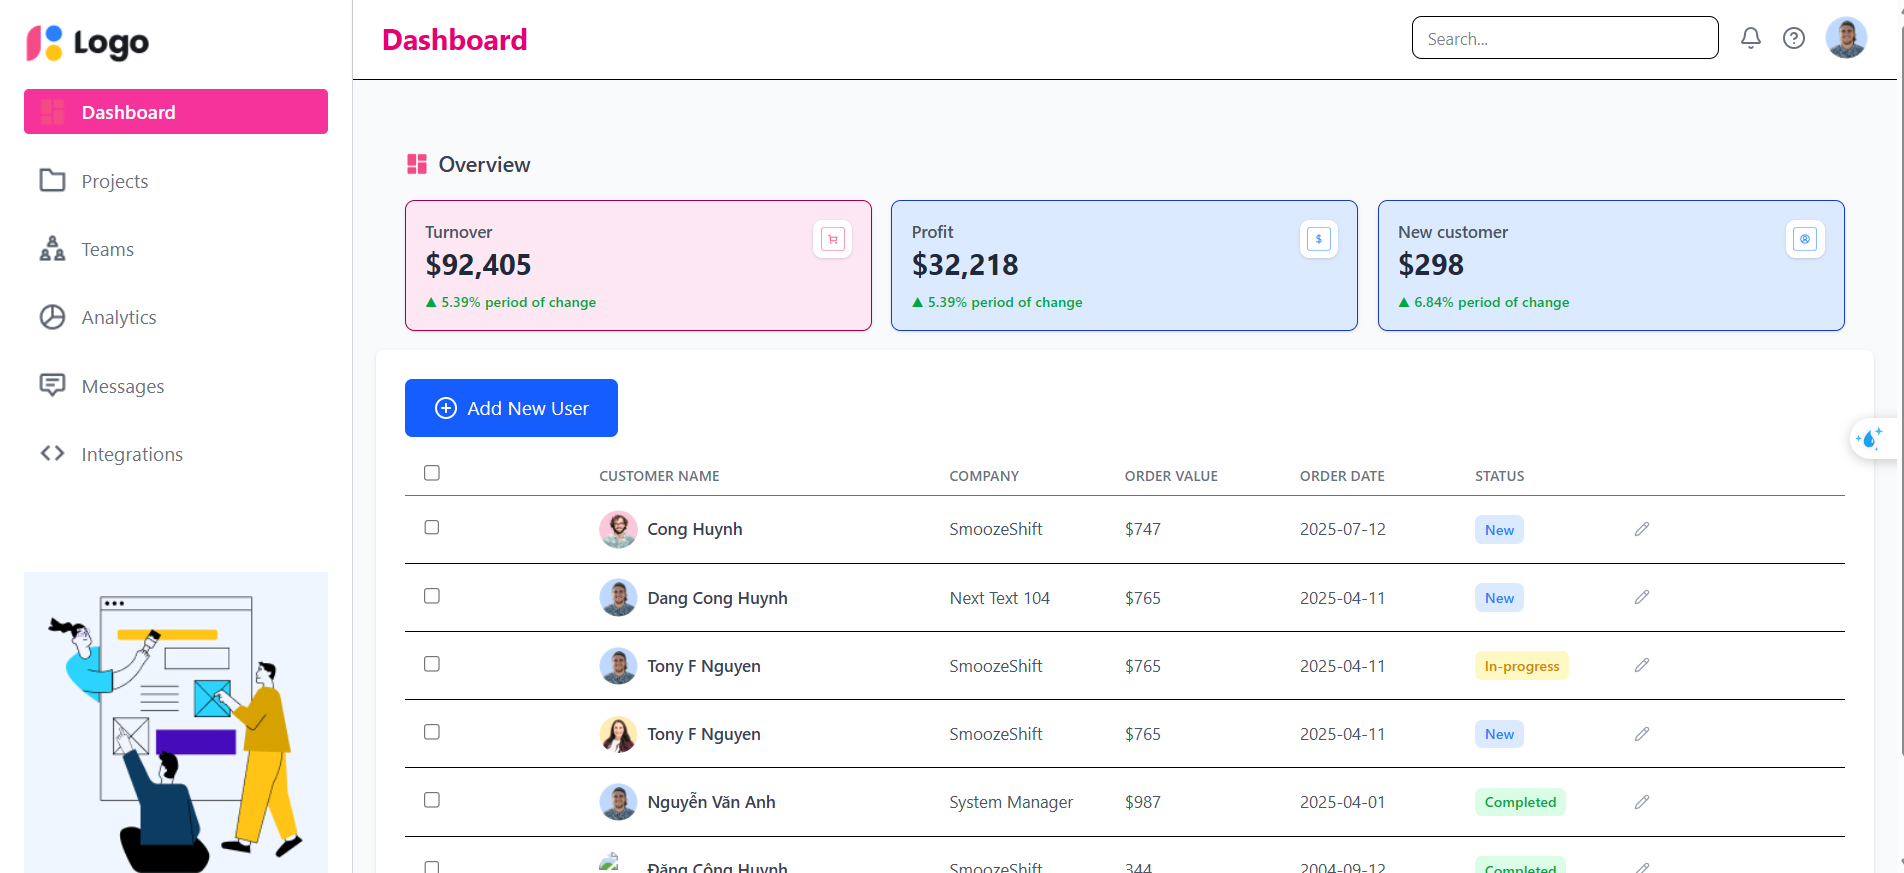 Logo
Dashboard
Projects
Teams
Analytics
Messages
Integrations
Dashboard
Search...
Overview
Turnover
$92,405
▲ 5.39% period of change
Profit
$32,218
$
▲ 5.39% period of change
New customer
$298
▲ 6.84% period of change
Add New User
CUSTOMER NAME COMPANY ORDER VALUE ORDER DATE STATUS
Cong Huynh SmoozeShift $747 2025-07-12 New
Dang Cong Huynh Next Text 104 $765 2025-04-11 New
Tony F Nguyen SmoozeShift $765 2025-04-11 In-progress
Tony F Nguyen SmoozeShift $765 2025-04-11 New
Nguyễn Văn Anh System Manager $987 2025-04-01 Completed
Đặng Công Huynh SmoozeShift 344 2004-09-12 Completed